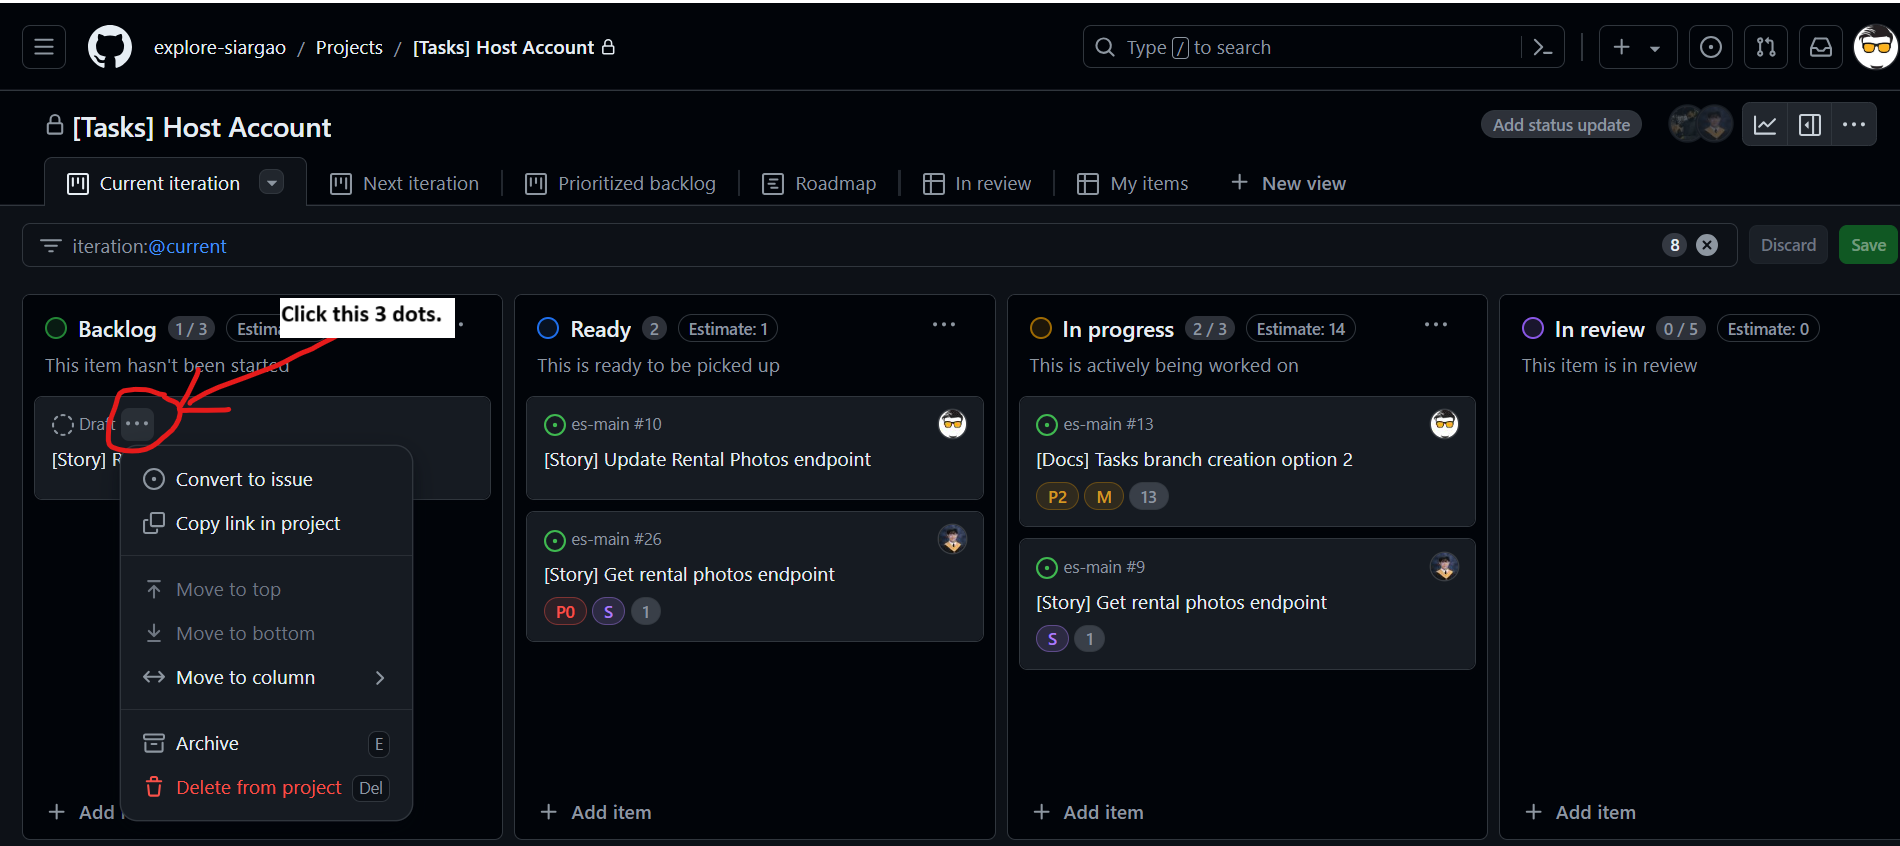 explore-siargao / Projects / [Tasks] Host Account
Type / to search
[Tasks] Host Account
Add status update
Current iteration
Next iteration
Prioritized backlog
Roadmap
In review
My items
New view
iteration:@current
8
Discard
Save
Click this 3 dots.
Backlog 1 / 3
This item hasn't been started
Draft
[Story]
Convert to issue
Copy link in project
Move to top
Move to bottom
Move to column
Archive E
Delete from project Del
Add
Ready 2 Estimate: 1
This is ready to be picked up
es-main #10
[Story] Update Rental Photos endpoint
es-main #26
[Story] Get rental photos endpoint
P0 S 1
Add item
In progress 2 / 3 Estimate: 14
This is actively being worked on
es-main #13
[Docs] Tasks branch creation option 2
P2 M 13
es-main #9
[Story] Get rental photos endpoint
S 1
Add item
In review 0 / 5 Estimate: 0
This item is in review
Add item